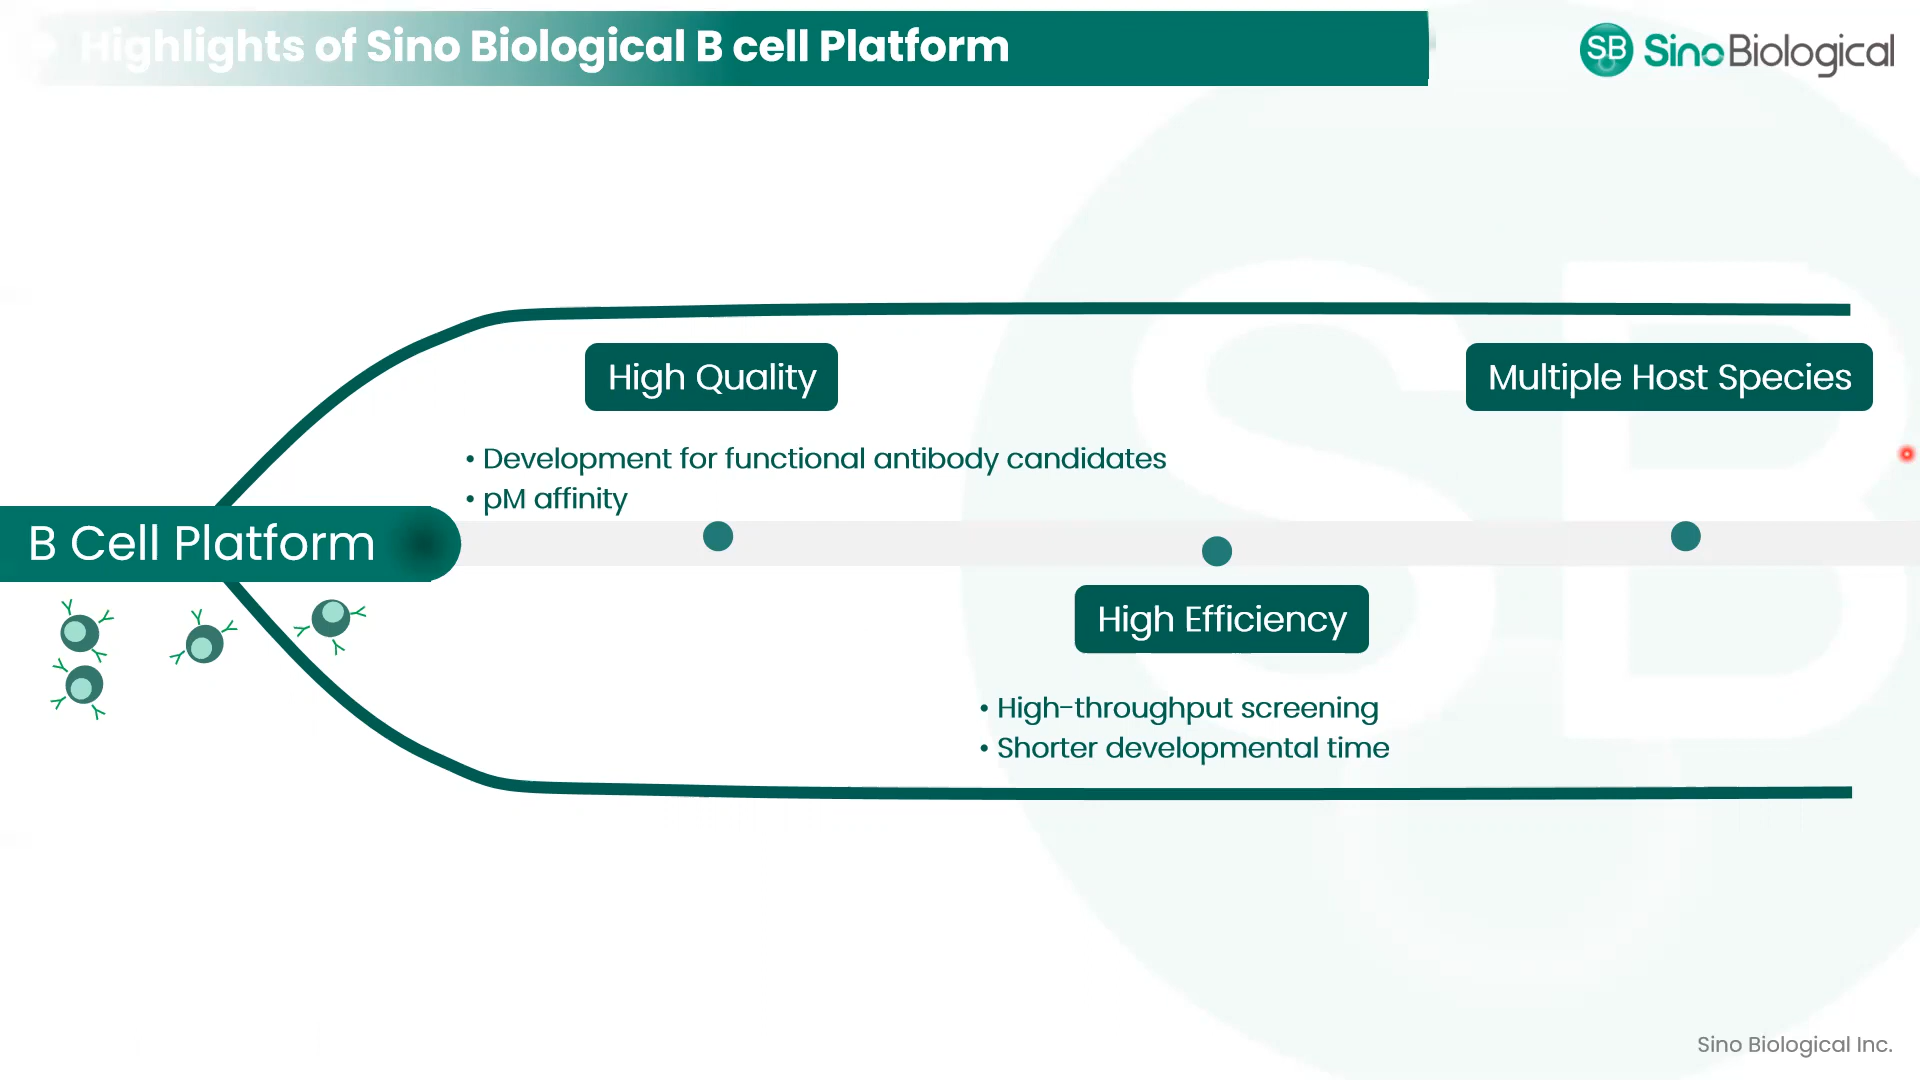 Highlights of Sino Biological B cell Platform
SB SinoBiological
High Quality
Multiple Host Species
• Development for functional antibody candidates
• pM affinity
B Cell Platform
High Efficiency
• High-throughput screening
• Shorter developmental time
Sino Biological Inc.